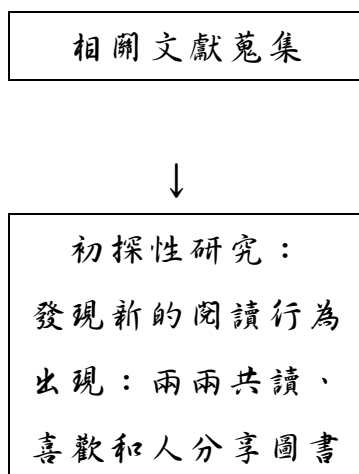 相關文獻蒐集
↓
初探性研究：
發現新的閱讀行為
出現：兩兩共讀、
喜歡和人分享圖書